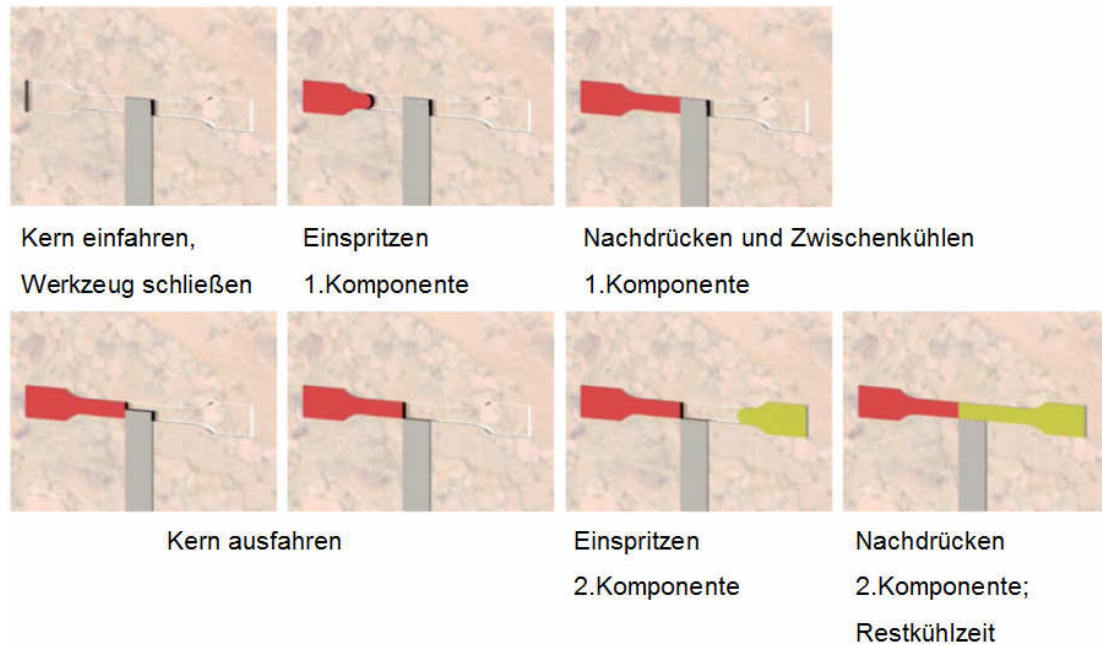 Kern einfahren,
Werkzeug schließen
Einspritzen
1.Komponente
Nachdrücken und Zwischenkühlen
1.Komponente
Kern ausfahren
Einspritzen
2.Komponente
Nachdrücken
2.Komponente;
Restkühlzeit